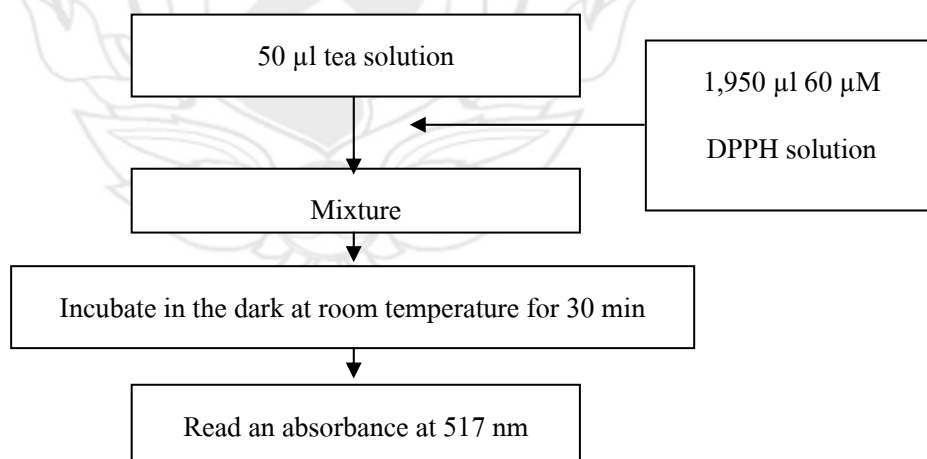 50 µl tea solution
1,950 µl 60 µM
DPPH solution
Mixture
Incubate in the dark at room temperature for 30 min
Read an absorbance at 517 nm